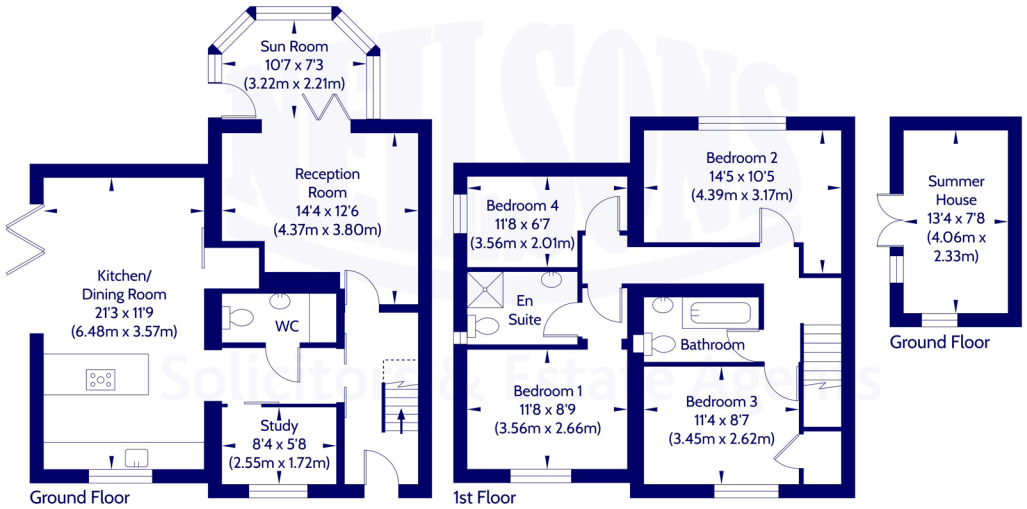 NEILSONS
Solicitors & Estate Agents
Sun Room
10'7 x 7'3
(3.22m x 2.21m)
Reception
Room
14'4 x 12'6
(4.37m x 3.80m)
Kitchen/
Dining Room
21'3 x 11'9
(6.48m x 3.57m)
WC
Study
8'4 x 5'8
(2.55m x 1.72m)
Ground Floor
Bedroom 4
11'8 x 6'7
(3.56m x 2.01m)
En
Suite
Bedroom 1
11'8 x 8'9
(3.56m x 2.66m)
1st Floor
Bedroom 2
14'5 x 10'5
(4.39m x 3.17m)
Bathroom
Bedroom 3
11'4 x 8'7
(3.45m x 2.62m)
Summer
House
13'4 x 7'8
(4.06m x
2.33m)
Ground Floor